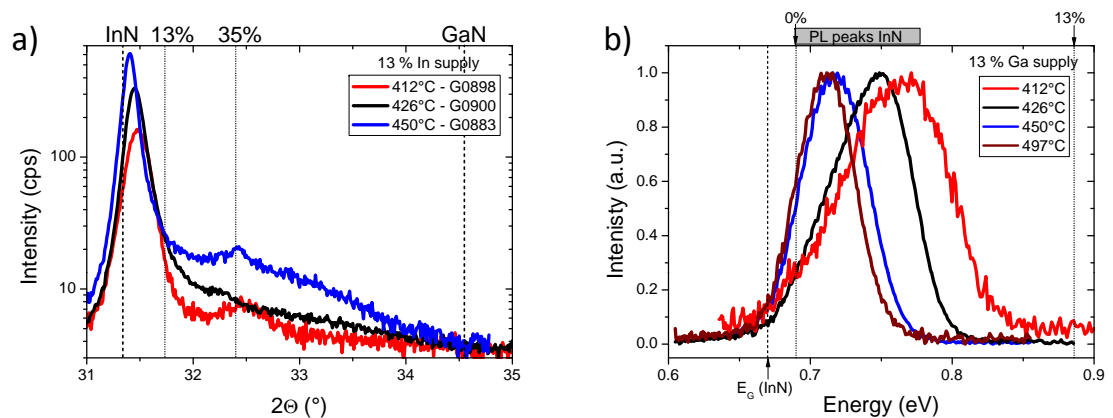 a)
InN 13% 35% GaN
13 % In supply
412°C - G0898
426°C - G0900
450°C - G0883
100
10
Intensity (cps)
31 32 33 34 35
2Θ (°)
b)
0% 13%
PL peaks InN
13 % Ga supply
412°C
426°C
450°C
497°C
1.0
0.8
0.6
0.4
0.2
0.0
Intenisty (a.u.)
0.6 0.7 0.8 0.9
E_G (InN)
Energy (eV)